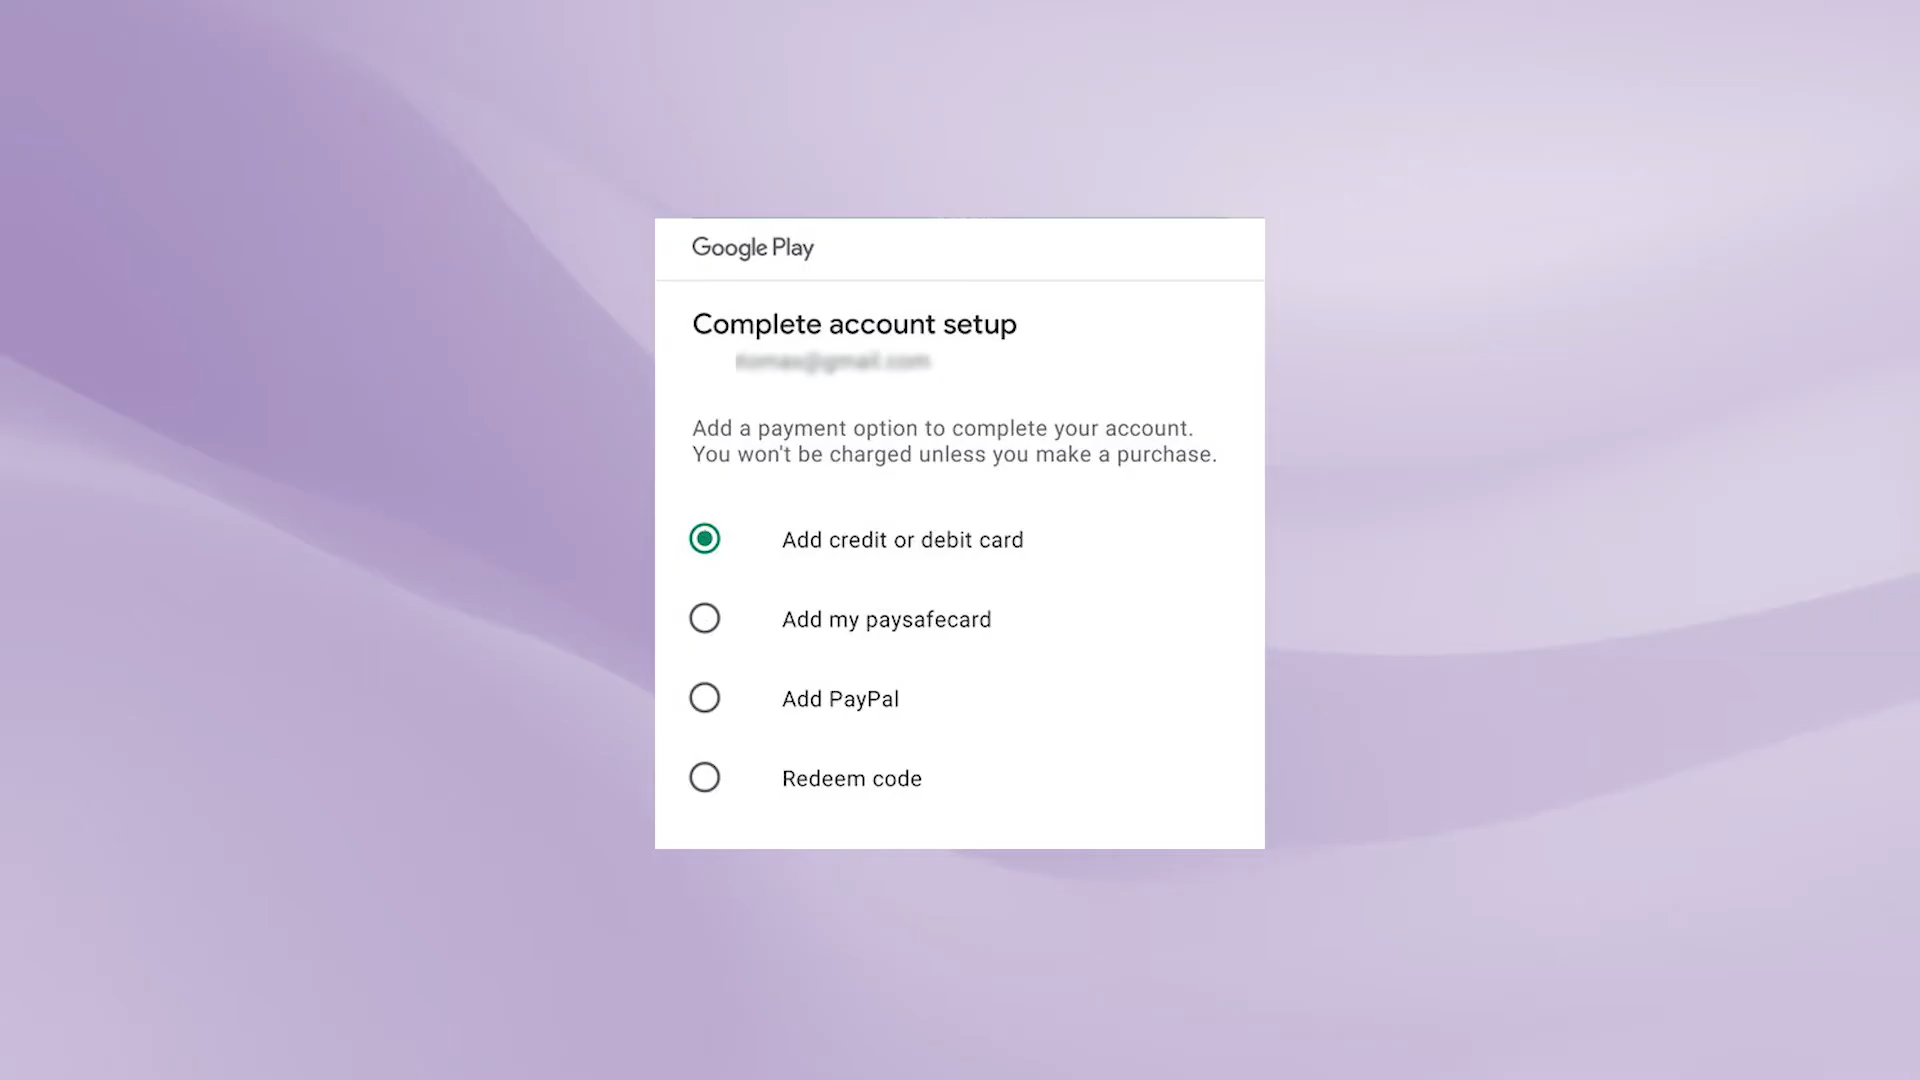 Google Play
Complete account setup
Add a payment option to complete your account.
You won't be charged unless you make a purchase.
Add credit or debit card
Add my paysafecard
Add PayPal
Redeem code